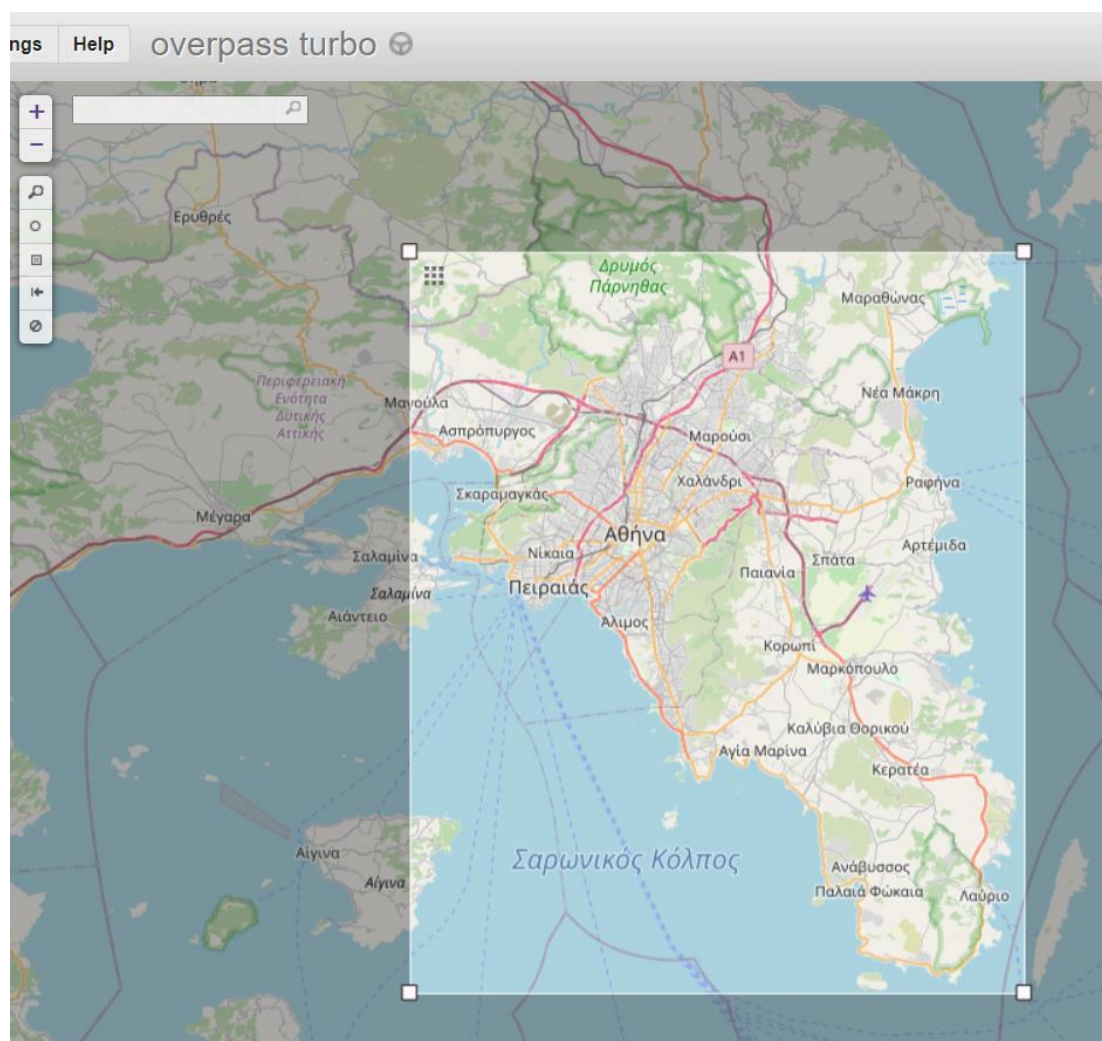 ngs
Help
overpass turbo
+
−
Ερυθρές
Δρυμός
Πάρνηθας
Μαραθώνας
A1
Περιφερειακή
Ενότητα
Δυτικής
Αττικής
Μαγούλα
Νέα Μάκρη
Ασπρόπυργος
Μαρούσι
Σκαραμαγκάς
Χαλάνδρι
Ραφήνα
Μέγαρα
Αθήνα
Σαλαμίνα
Νίκαια
Σπάτα
Αρτέμιδα
Παιανία
Πειραιάς
Σαλαμίνα
Αιάντειο
Άλιμος
Κορωπί
Μαρκόπουλο
Καλύβια Θορικού
Αγία Μαρίνα
Κερατέα
Αίγινα
Σαρωνικός Κόλπος
Αίγινα
Ανάβυσσος
Παλαιά Φώκαια
Λαύριο